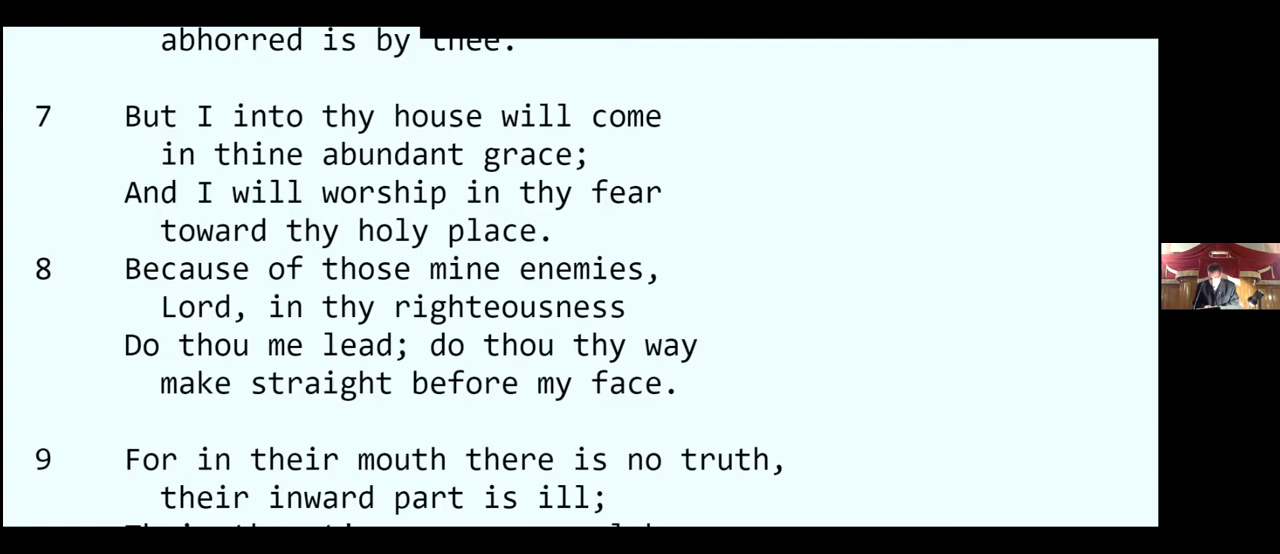 abhorred is by thee.
7 But I into thy house will come
in thine abundant grace;
And I will worship in thy fear
toward thy holy place.
8 Because of those mine enemies,
Lord, in thy righteousness
Do thou me lead; do thou thy way
make straight before my face.
9 For in their mouth there is no truth,
their inward part is ill;